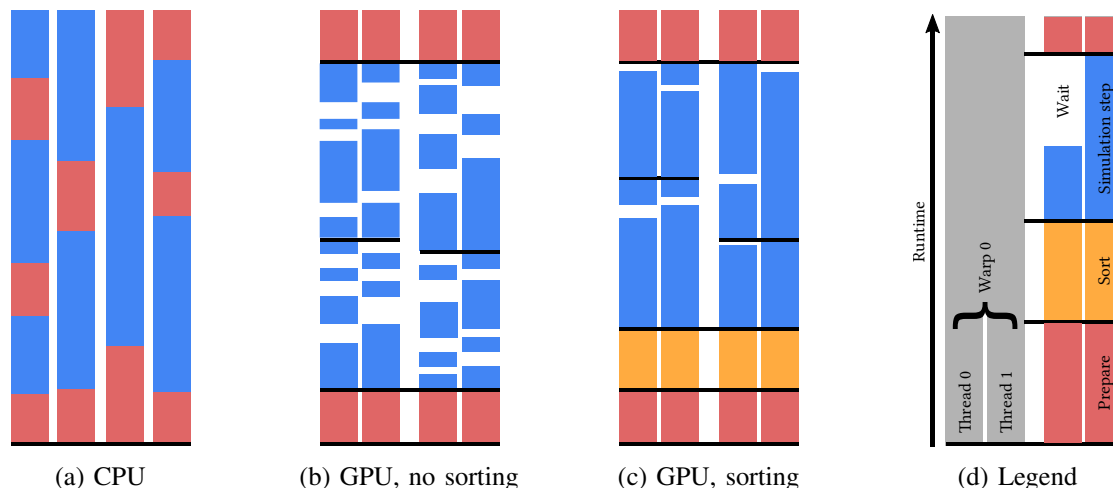 Runtime
Warp 0
Thread 0
Thread 1
Wait
Simulation step
Sort
Prepare
(a) CPU
(b) GPU, no sorting
(c) GPU, sorting
(d) Legend